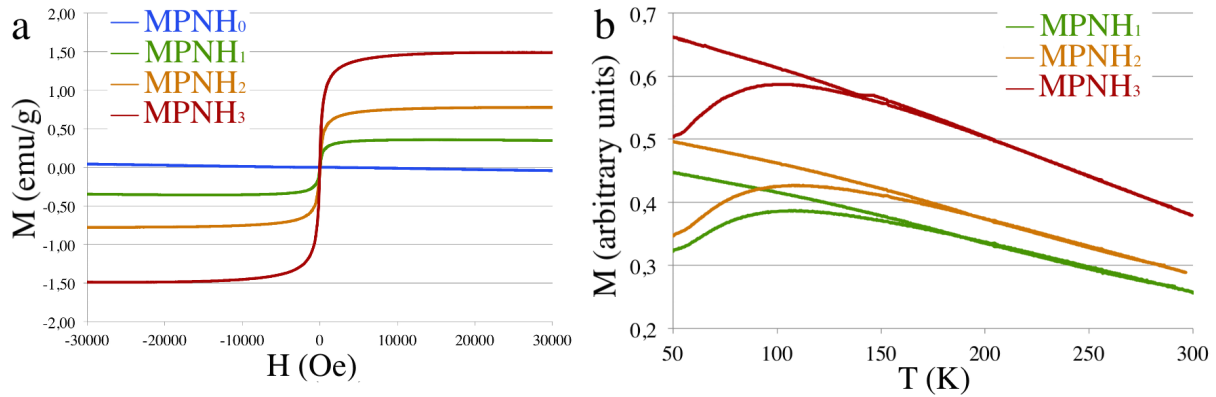 a
2,00
1.50
1.00
0.50
0.00
-0.50
-1.00
-1.50
2,00
M (emu/g)
MPNH₀
MPNH₁
MPNH₂
MPNH₃
-30000
-20000
-10000
0
10000
20000
30000
H (Oe)
b
0,7
0,6
0,5
0,4
0,3
0,2
M (arbitrary units)
MPNH₁
MPNH₂
MPNH₃
50
100
150
200
250
300
T (K)